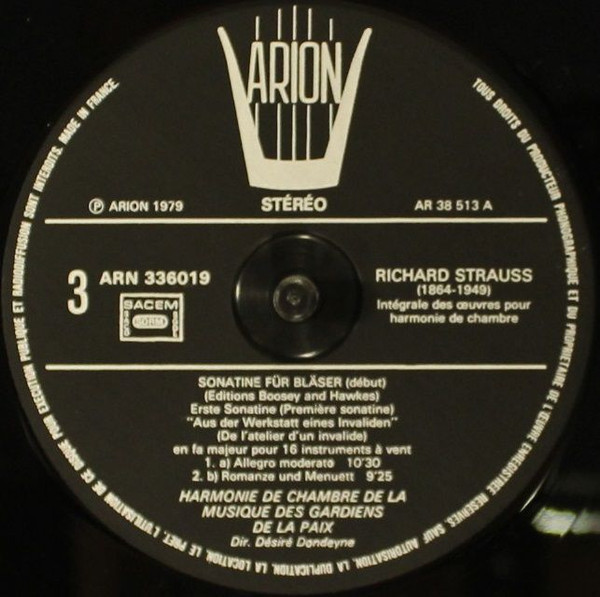 ARION
℗ ARION 1979
STÉRÉO
AR 38 513 A
3
ARN 336019
SACEM
RICHARD STRAUSS
(1864-1949)
Intégrale des œuvres pour
harmonie de chambre
SONATINE FÜR BLÄSER (début)
(Editions Boosey and Hawkes)
Erste Sonatine (Première sonatine)
"Aus der Werkstatt eines Invaliden"
(De l'atelier d'un invalide)
en fa majeur pour 16 instruments à vent
1. a) Allegro moderato 10'30
2. b) Romanze und Menuett 9'25
HARMONIE DE CHAMBRE DE LA
MUSIQUE DES GARDIENS
DE LA PAIX
Dir. Désiré Dondeyne
TOUS DROITS DU PRODUCTEUR PHONOGRAPHIQUE ET DU PROPRIETAIRE DE L'ŒUVRE ENREGISTREE RESERVES. SAUF AUTORISATION, LA DUPLICATION, LA LOCATION, LE PRET, L'UTILISATION DE CE DISQUE POUR EXECUTION PUBLIQUE ET RADIODIFFUSION SONT INTERDITS. MADE IN FRANCE